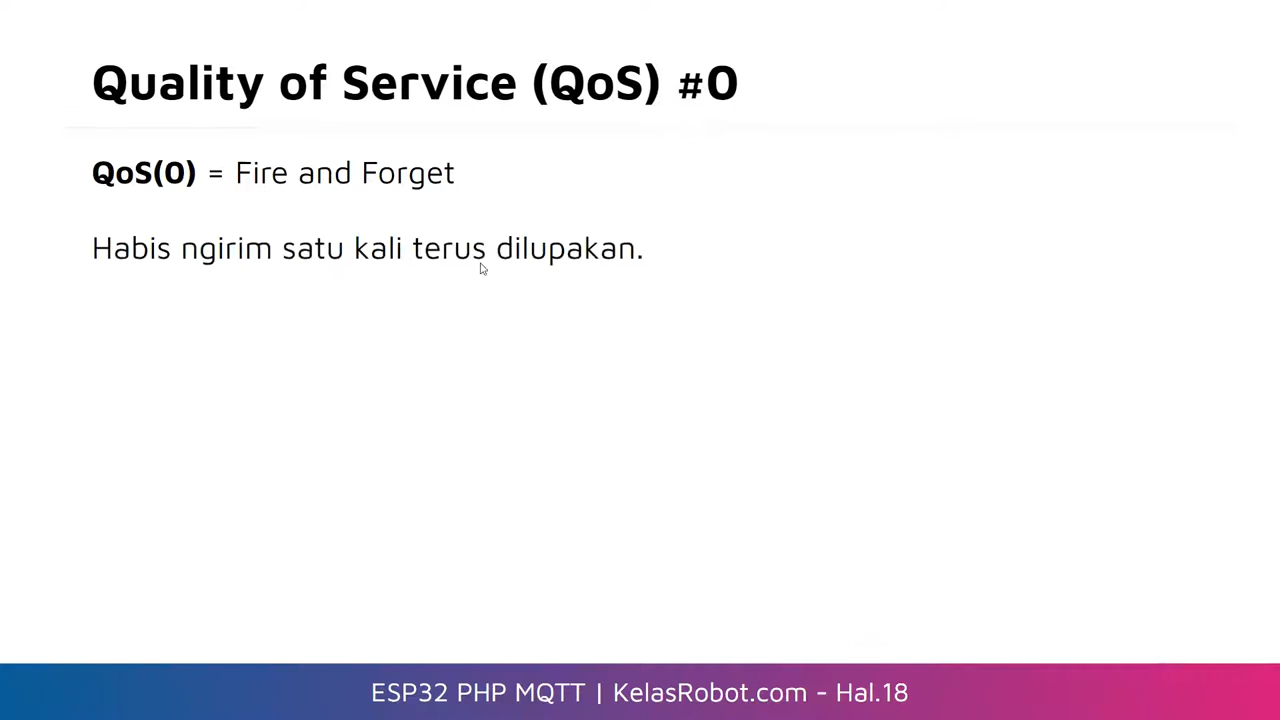 Quality of Service (QoS) #0
QoS(0) = Fire and Forget
Habis ngirim satu kali terus dilupakan.
ESP32 PHP MQTT | KelasRobot.com - Hal.18